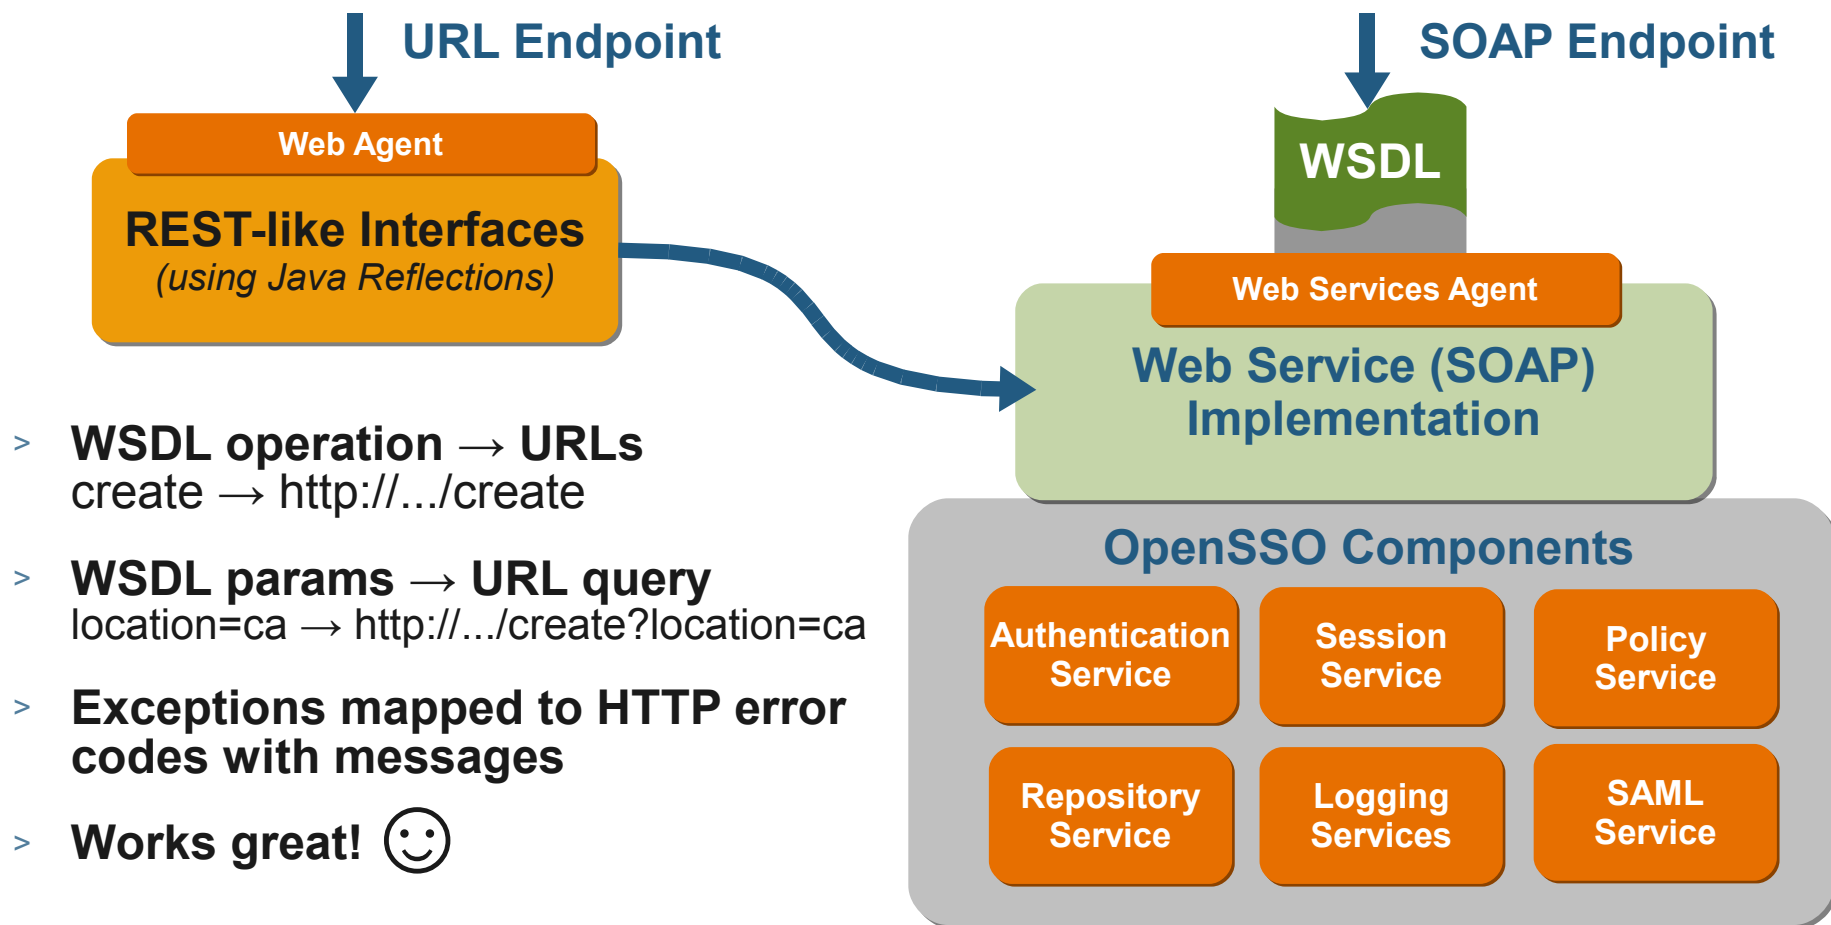 URL Endpoint
SOAP Endpoint
Web Agent
REST-like Interfaces
(using Java Reflections)
WSDL
Web Services Agent
Web Service (SOAP)
Implementation
> WSDL operation → URLs
create → http://.../create
> WSDL params → URL query
location=ca → http://.../create?location=ca
> Exceptions mapped to HTTP error
codes with messages
> Works great!
OpenSSO Components
Authentication
Service
Session
Service
Policy
Service
Repository
Service
Logging
Services
SAML
Service